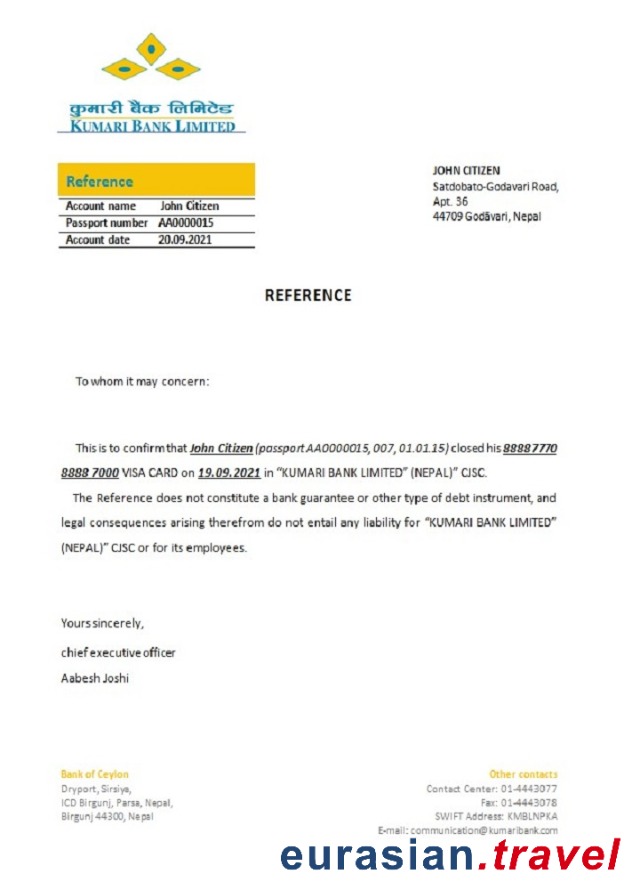 कुमारी बैंक लिमिटेड
KUMARI BANK LIMITED
Reference
Account name John Citizen
Passport number AA0000015
Account date 20.09.2021
JOHN CITIZEN
Satdobato-Godavari Road,
Apt. 36
44709 Godāvari, Nepal
REFERENCE
To whom it may concern:
This is to confirm that John Citizen (passport AA0000015, 007, 01.01.15) closed his 8888 7770
8888 7000 VISA CARD on 19.09.2021 in “KUMARI BANK LIMITED” (NEPAL)” CJSC.
The Reference does not constitute a bank guarantee or other type of debt instrument, and
legal consequences arising therefrom do not entail any liability for “KUMARI BANK LIMITED”
(NEPAL)” CJSC or for its employees.
Yours sincerely,
chief executive officer
Aabesh Joshi
Bank of Ceylon
Dryport, Sirsiya,
ICD Birgunj, Parsa, Nepal,
Birgunj 44300, Nepal
Other contacts
Contact Center: 01-4443077
Fax: 01-4443078
SWIFT Address: KMBLNPKA
E-mail: communication@kumaribank.com
eurasian.travel